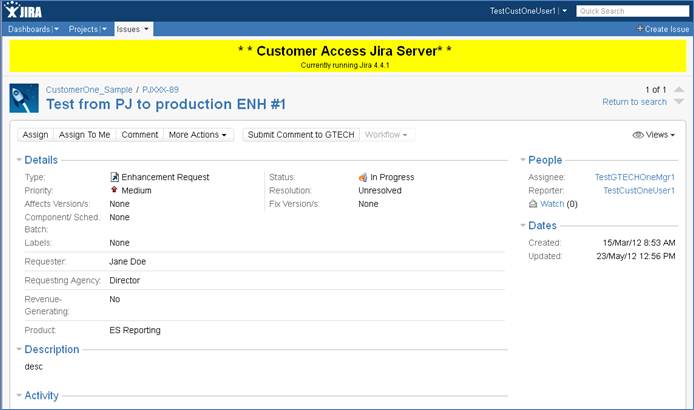 JIRA
TestCustOneUser1
Quick Search
Dashboards Projects Issues
+ Create Issue
* * Customer Access Jira Server* *
Currently running Jira 4.4.1
CustomerOne_Sample / PJXXX-89
Test from PJ to production ENH #1
1 of 1
Return to search
Assign Assign To Me Comment More Actions Submit Comment to GTECH Workflow Views
Details
Type: Enhancement Request Status: In Progress
Priority: Medium Resolution: Unresolved
Affects Version/s: None Fix Version/s: None
Component/ Sched. None
Batch:
Labels: None
Requester: Jane Doe
Requesting Agency: Director
Revenue- No
Generating:
Product: ES Reporting
Description
desc
Activity
People
Assignee: TestGTECHOneMgr1
Reporter: TestCustOneUser1
Watch (0)
Dates
Created: 15/Mar/12 8:53 AM
Updated: 23/May/12 12:56 PM